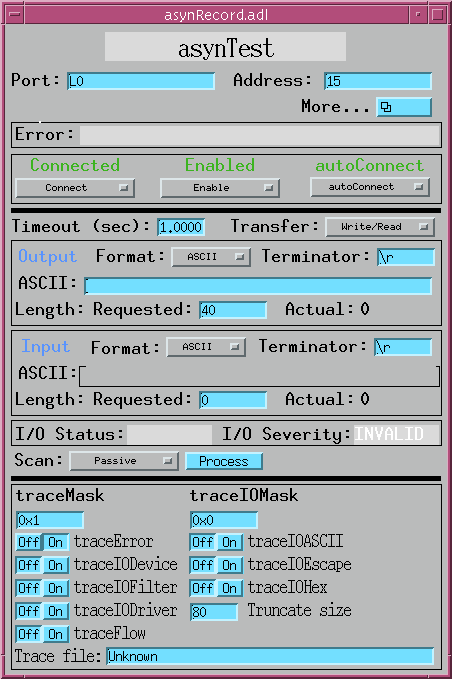 asynRecord.adl
asynTest
Port: L0 Address: 15
More...
Error:
Connected Enabled autoConnect
Connect Enable autoConnect
Timeout (sec): 1.0000 Transfer: Write/Read
Output Format: ASCII Terminator: \r
ASCII:
Length: Requested: 40 Actual: 0
Input Format: ASCII Terminator: \r
ASCII:
Length: Requested: 0 Actual: 0
I/O Status: I/O Severity: INVALID
Scan: Passive Process
traceMask traceIOMask
0x1 0x0
Off On traceError Off On traceIOASCII
Off On traceIODevice Off On traceIOEscape
Off On traceIOFilter Off On traceIOHex
Off On traceIODriver 80 Truncate size
Off On traceFlow
Trace file: Unknown